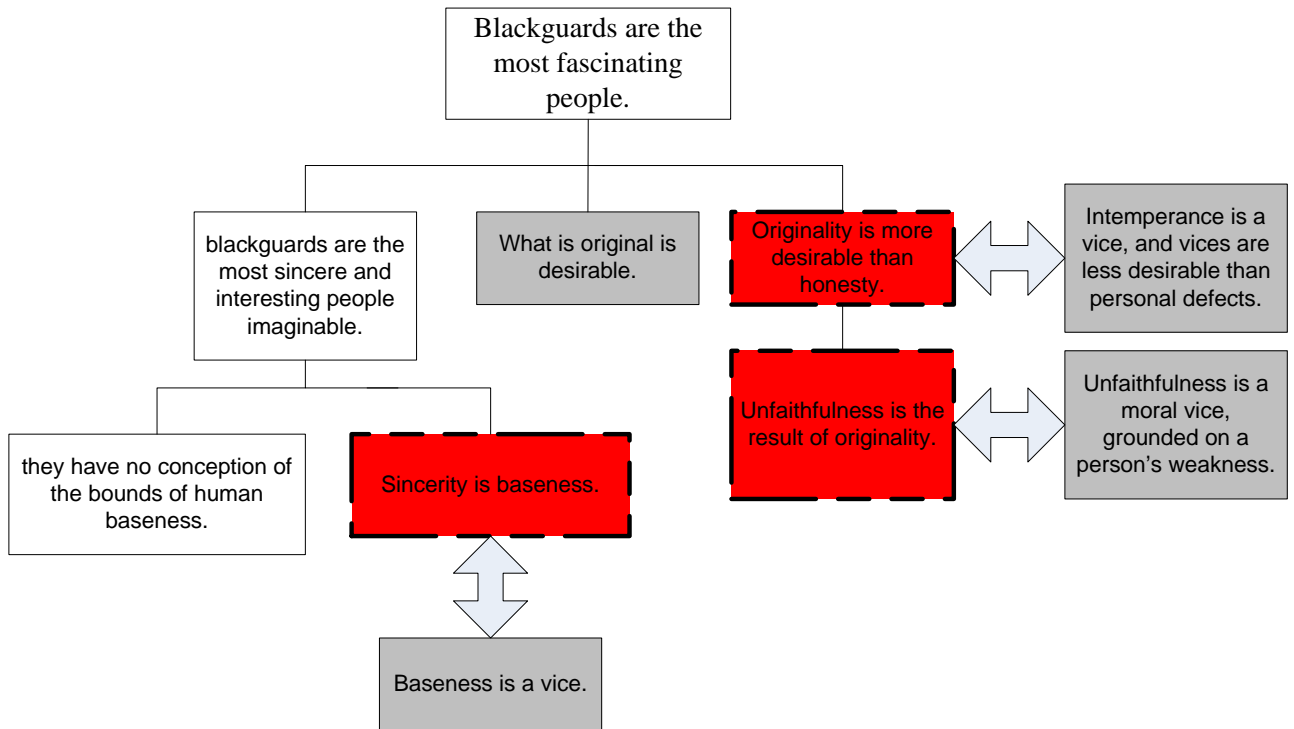 Blackguards are the
most fascinating
people.
blackguards are the
most sincere and
interesting people
imaginable.
What is original is
desirable.
Originality is more
desirable than
honesty.
Intemperance is a
vice, and vices are
less desirable than
personal defects.
Unfaithfulness is the
result of originality.
Unfaithfulness is a
moral vice,
grounded on a
person’s weakness.
they have no conception of
the bounds of human
baseness.
Sincerity is baseness.
Baseness is a vice.